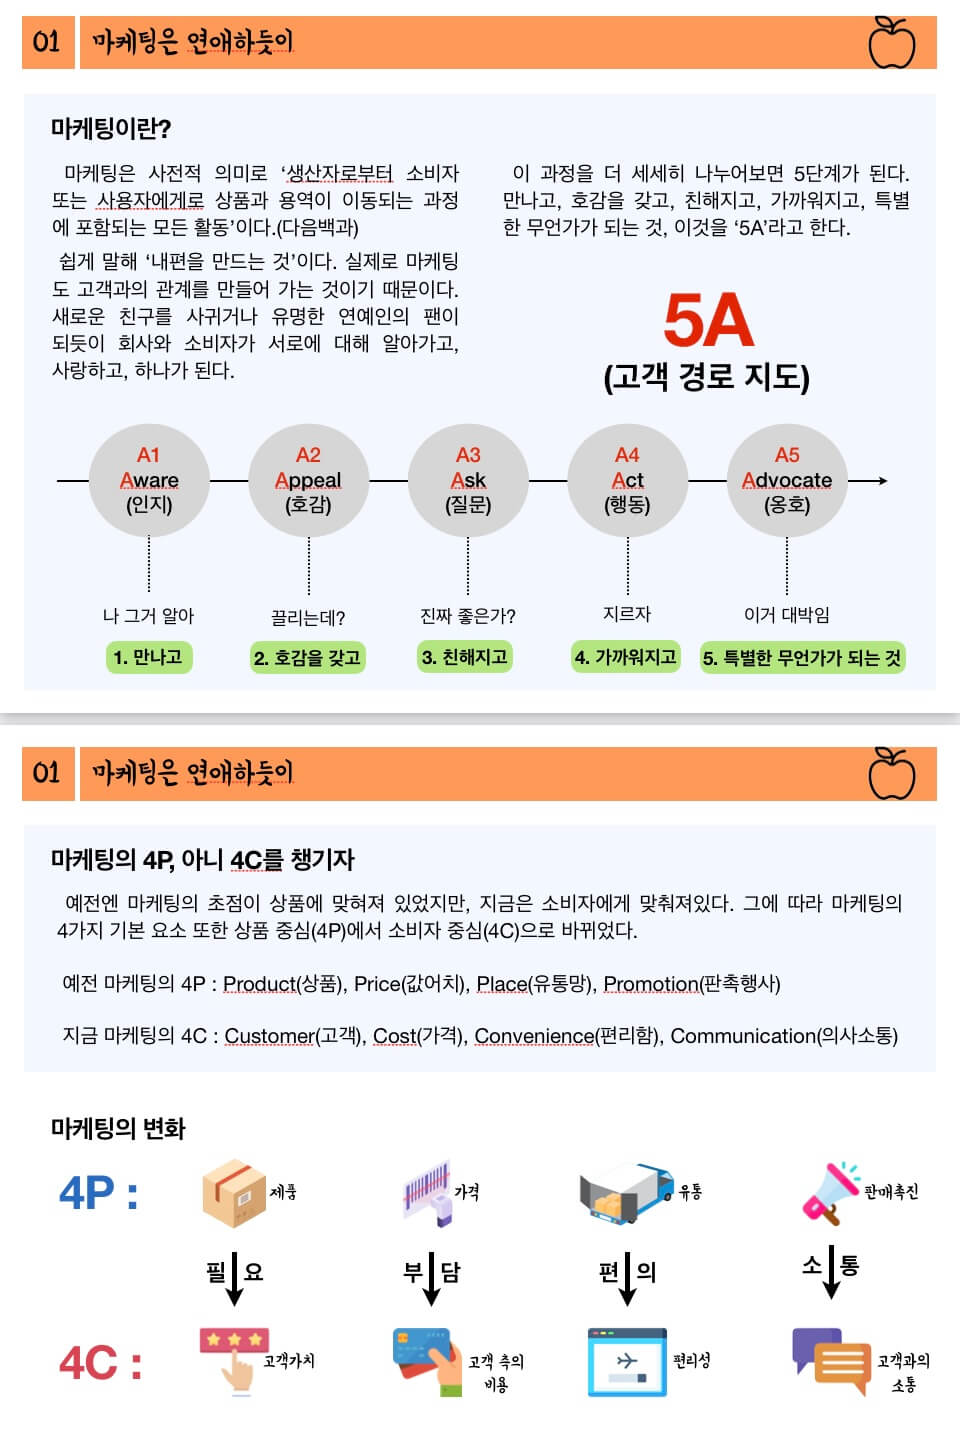 01 마케팅은 연애하듯이
마케팅이란?
마케팅은 사전적 의미로 ‘생산자로부터 소비자
또는 사용자에게로 상품과 용역이 이동되는 과정
에 포함되는 모든 활동’이다.(다음백과)
쉽게 말해 ‘내편을 만드는 것’이다. 실제로 마케팅
도 고객과의 관계를 만들어 가는 것이기 때문이다.
새로운 친구를 사귀거나 유명한 연예인의 팬이
되듯이 회사와 소비자가 서로에 대해 알아가고,
사랑하고, 하나가 된다.
이 과정을 더 세세히 나누어보면 5단계가 된다.
만나고, 호감을 갖고, 친해지고, 가까워지고, 특별
한 무언가가 되는 것, 이것을 ‘5A’라고 한다.
5A
(고객 경로 지도)
A1
Aware
(인지)
A2
Appeal
(호감)
A3
Ask
(질문)
A4
Act
(행동)
A5
Advocate
(옹호)
나 그거 알아
끌리는데?
진짜 좋은가?
지르자
이거 대박임
1. 만나고
2. 호감을 갖고
3. 친해지고
4. 가까워지고
5. 특별한 무언가가 되는 것
01 마케팅은 연애하듯이
마케팅의 4P, 아니 4C를 챙기자
예전엔 마케팅의 초점이 상품에 맞혀져 있었지만, 지금은 소비자에게 맞춰져있다. 그에 따라 마케팅의
4가지 기본 요소 또한 상품 중심(4P)에서 소비자 중심(4C)으로 바뀌었다.
예전 마케팅의 4P : Product(상품), Price(값어치), Place(유통망), Promotion(판촉행사)
지금 마케팅의 4C : Customer(고객), Cost(가격), Convenience(편리함), Communication(의사소통)
마케팅의 변화
4P : 제품 가격 유통 판매촉진
필요 부담 편의 소통
4C : 고객가치 고객 측의 편리성 고객과의
비용 소통